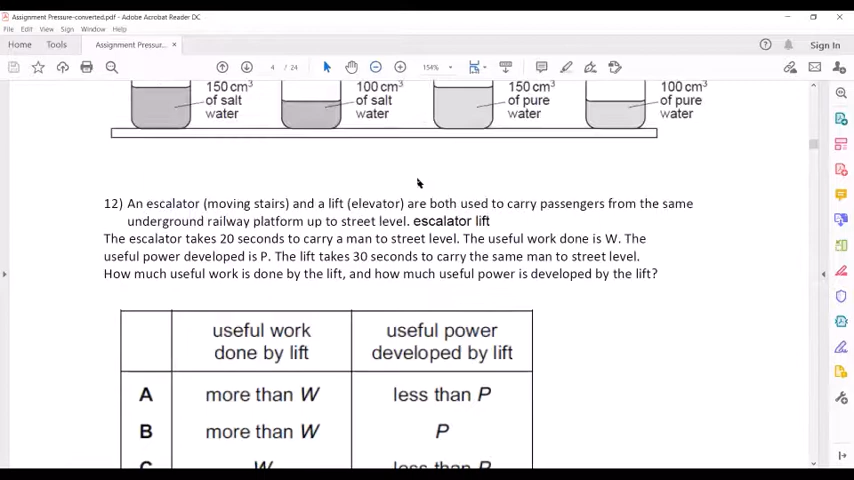 Assignment Pressure-converted.pdf - Adobe Acrobat Reader DC
File Edit View Sign Window Help
Home Tools Assignment Pressur... × Sign In
4 / 24 154%
150 cm³ 100 cm³ 150 cm³ 100 cm³
of salt of salt of pure of pure
water water water water
12) An escalator (moving stairs) and a lift (elevator) are both used to carry passengers from the same
underground railway platform up to street level. escalator lift
The escalator takes 20 seconds to carry a man to street level. The useful work done is W. The
useful power developed is P. The lift takes 30 seconds to carry the same man to street level.
How much useful work is done by the lift, and how much useful power is developed by the lift?
useful work useful power
done by lift developed by lift
A more than W less than P
B more than W P
C W less than P